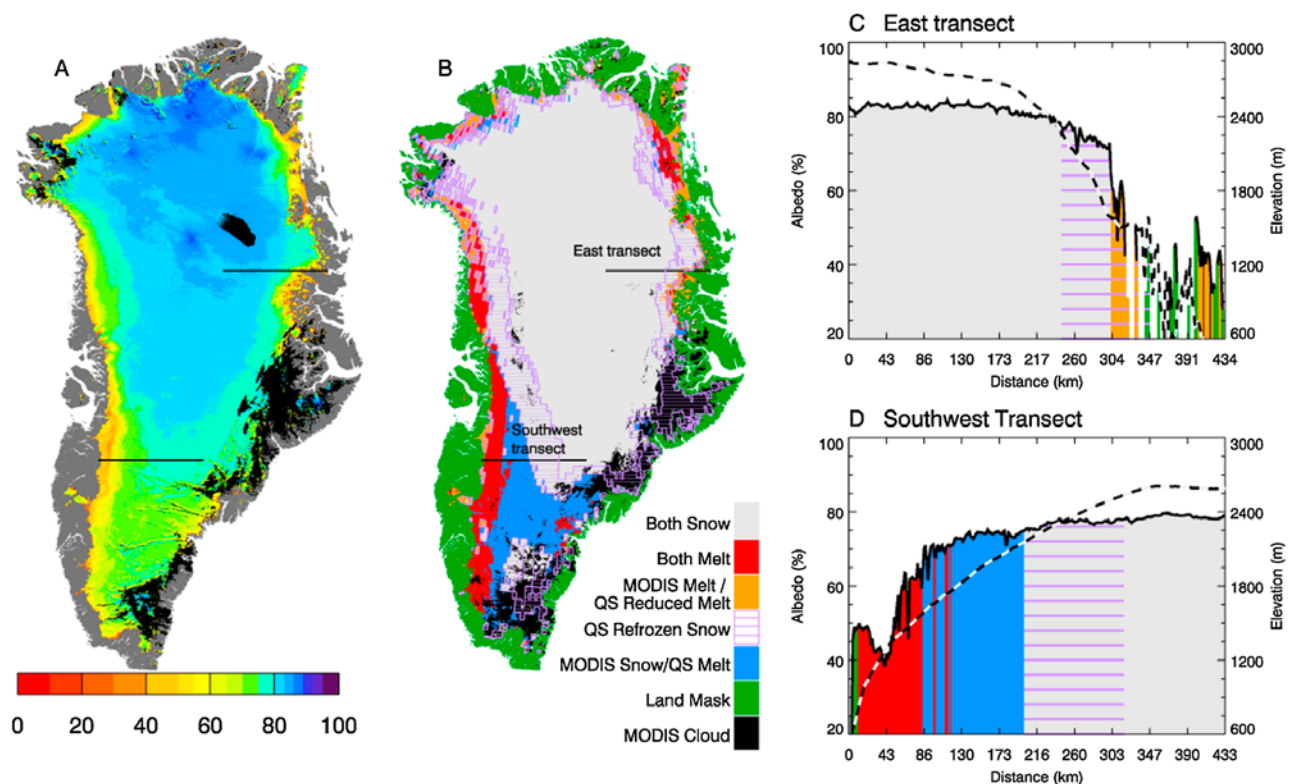 A
0 20 40 60 80 100
B
East transect
Southwest
transect
Both Snow
Both Melt
MODIS Melt /
QS Reduced Melt
QS Refrozen Snow
MODIS Snow/QS Melt
Land Mask
MODIS Cloud
C East transect
100
80
60
40
20
Albedo (%)
3000
2400
1800
1200
600
Elevation (m)
0 43 86 130 173 217 260 304 347 391 434
Distance (km)
D Southwest Transect
100
80
60
40
20
Albedo (%)
3000
2400
1800
1200
600
Elevation (m)
0 43 86 130 173 216 260 303 347 390 433
Distance (km)